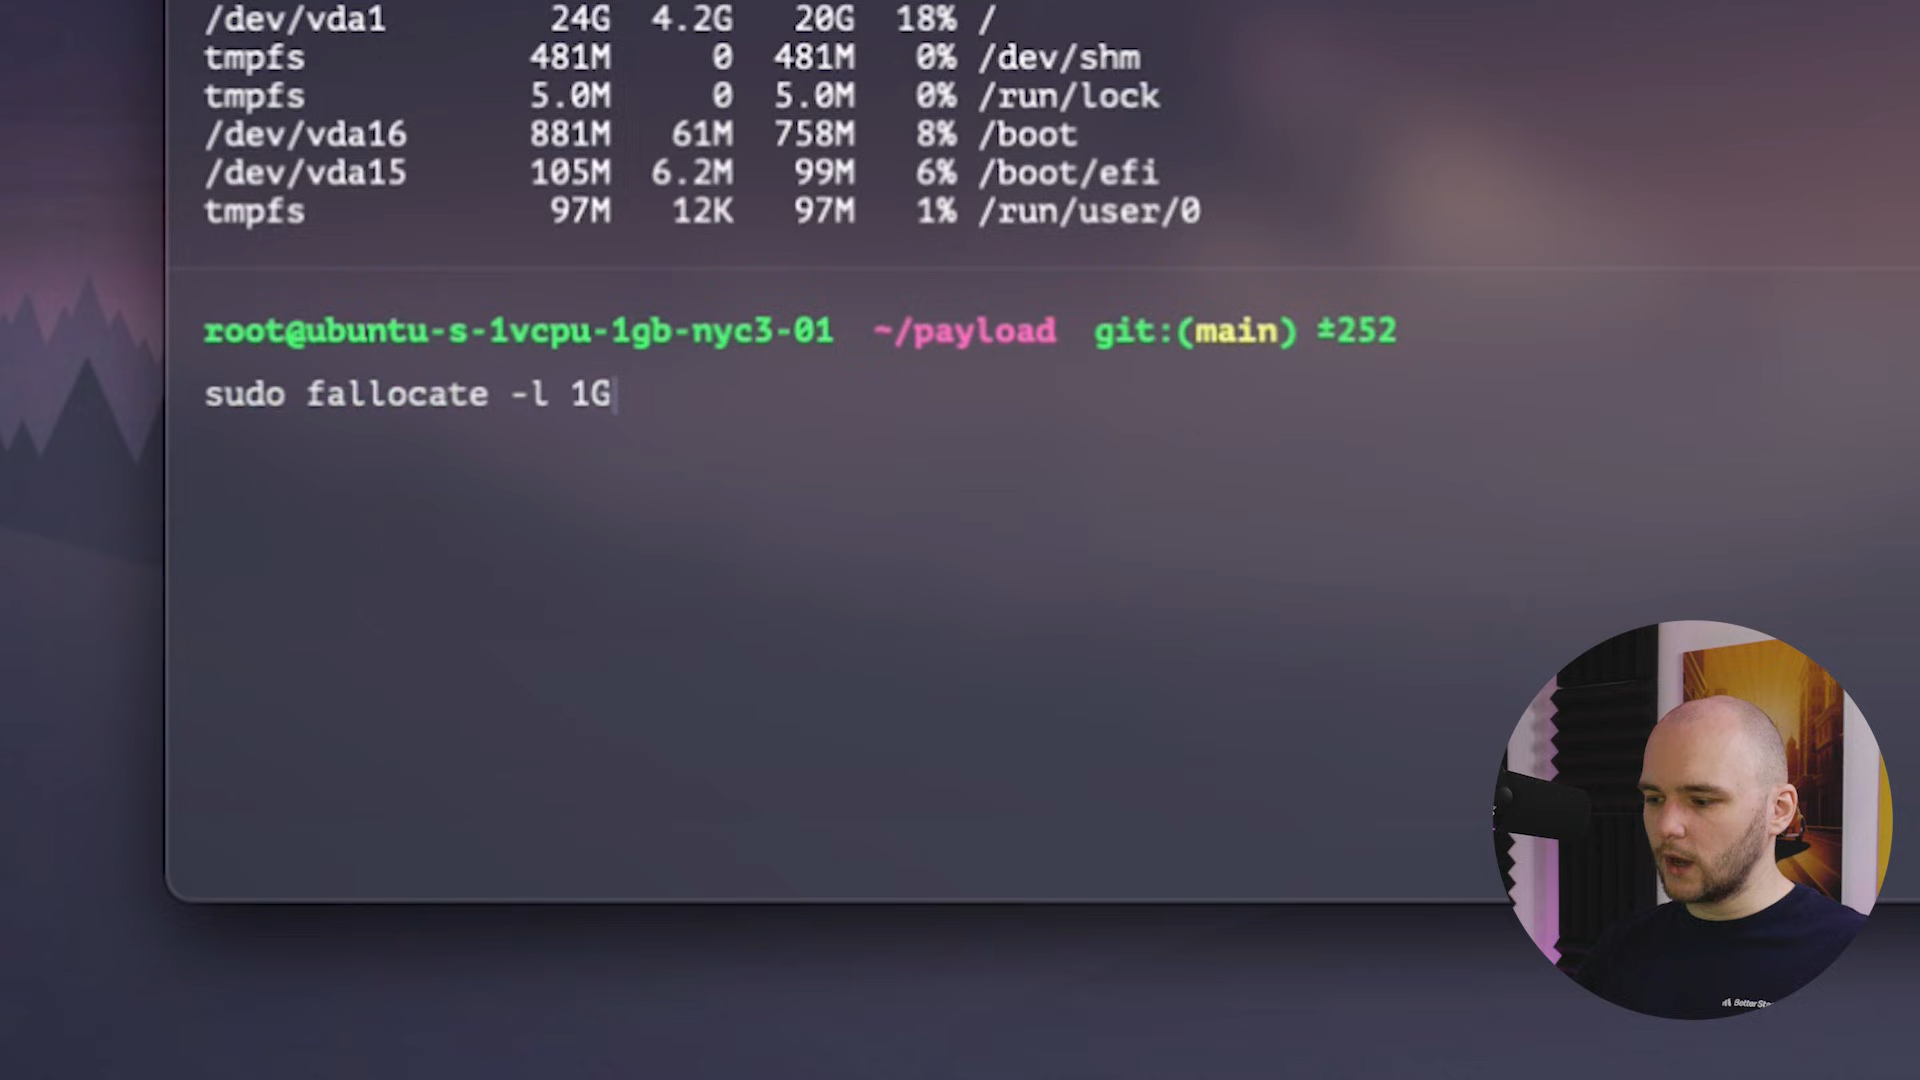 /dev/vda1 24G 4.2G 20G 18% /
tmpfs 481M 0 481M 0% /dev/shm
tmpfs 5.0M 0 5.0M 0% /run/lock
/dev/vda16 881M 61M 758M 8% /boot
/dev/vda15 105M 6.2M 99M 6% /boot/efi
tmpfs 97M 12K 97M 1% /run/user/0
root@ubuntu-s-1vcpu-1gb-nyc3-01 ~/payload git:(main) ±252
sudo fallocate -l 1G